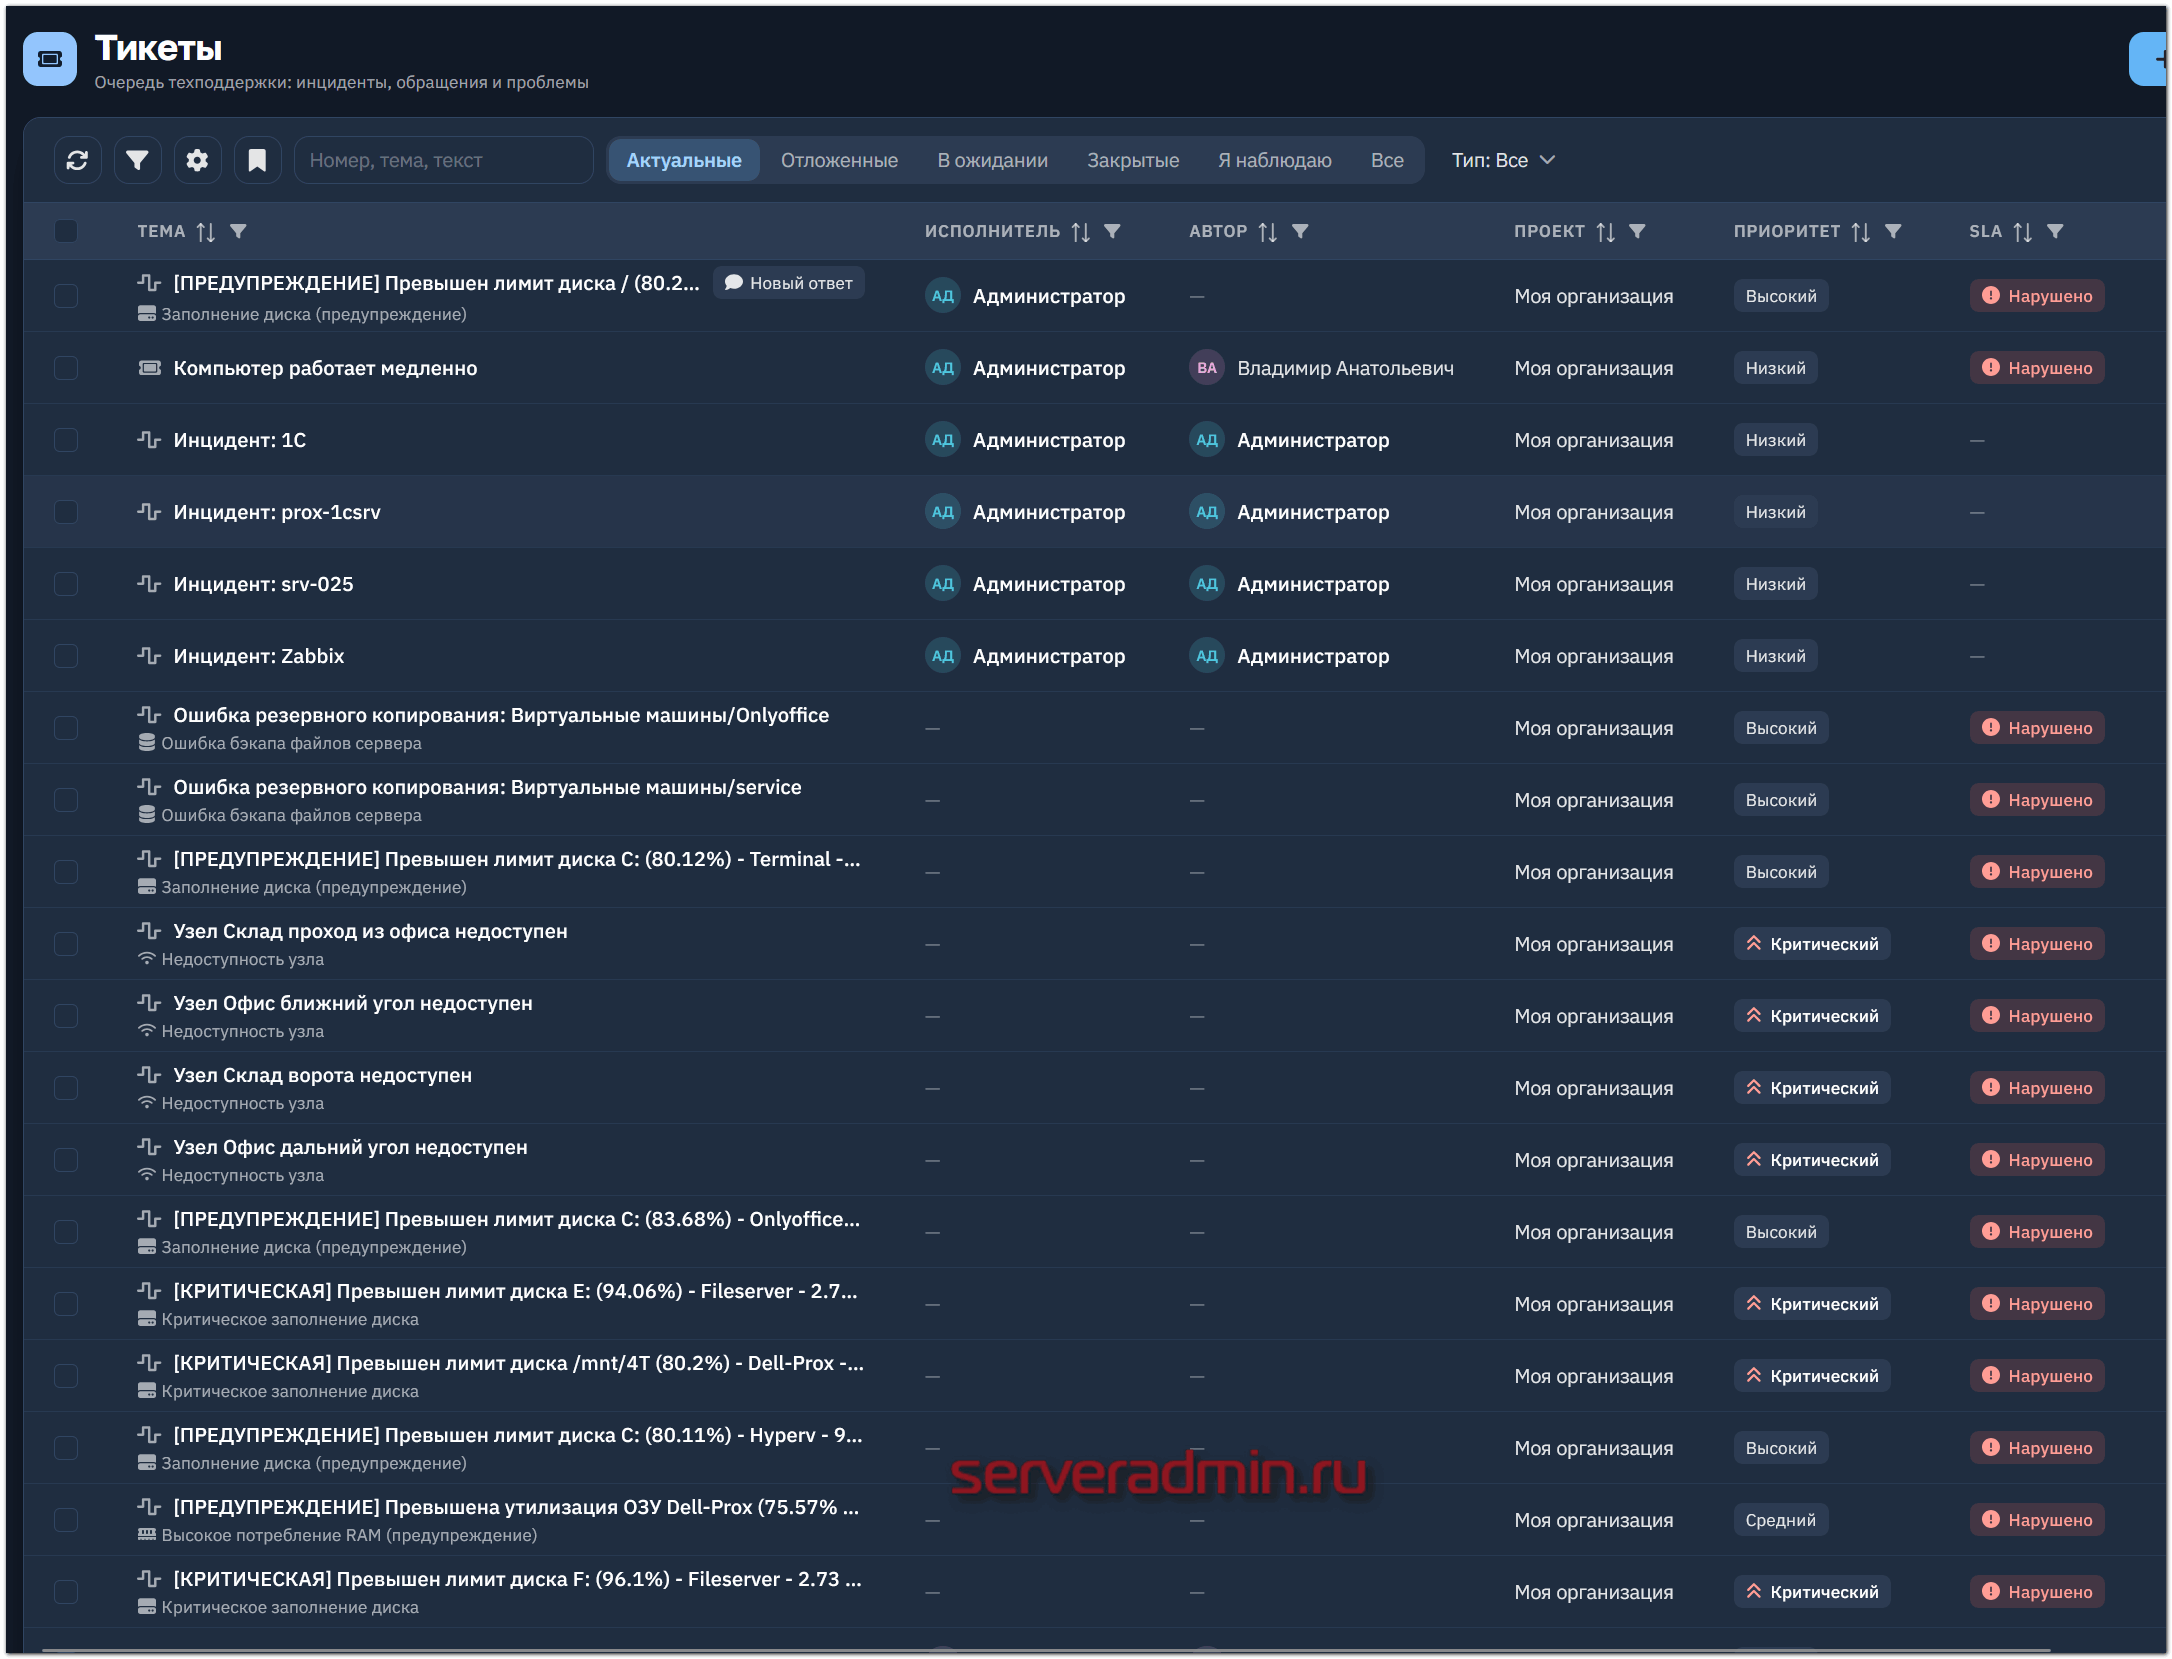 Тикеты
Очередь техподдержки: инциденты, обращения и проблемы
Номер, тема, текст Актуальные Отложенные В ожидании Закрытые Я наблюдаю Все Тип: Все
ТЕМА ИСПОЛНИТЕЛЬ АВТОР ПРОЕКТ ПРИОРИТЕТ SLA
[ПРЕДУПРЕЖДЕНИЕ] Превышен лимит диска / (80.2... Новый ответ
Заполнение диска (предупреждение)
АД Администратор — Моя организация Высокий Нарушено
Компьютер работает медленно АД Администратор ВА Владимир Анатольевич Моя организация Низкий Нарушено
Инцидент: 1С АД Администратор АД Администратор Моя организация Низкий —
Инцидент: prox-1csrv АД Администратор АД Администратор Моя организация Низкий —
Инцидент: srv-025 АД Администратор АД Администратор Моя организация Низкий —
Инцидент: Zabbix АД Администратор АД Администратор Моя организация Низкий —
Ошибка резервного копирования: Виртуальные машины/Onlyoffice
Ошибка бэкапа файлов сервера
— — Моя организация Высокий Нарушено
Ошибка резервного копирования: Виртуальные машины/service
Ошибка бэкапа файлов сервера
— — Моя организация Высокий Нарушено
[ПРЕДУПРЕЖДЕНИЕ] Превышен лимит диска C: (80.12%) - Terminal -...
Заполнение диска (предупреждение)
— — Моя организация Высокий Нарушено
Узел Склад проход из офиса недоступен
Недоступность узла
— — Моя организация Критический Нарушено
Узел Офис ближний угол недоступен
Недоступность узла
— — Моя организация Критический Нарушено
Узел Склад ворота недоступен
Недоступность узла
— — Моя организация Критический Нарушено
Узел Офис дальний угол недоступен
Недоступность узла
— — Моя организация Критический Нарушено
[ПРЕДУПРЕЖДЕНИЕ] Превышен лимит диска C: (83.68%) - Onlyoffice...
Заполнение диска (предупреждение)
— — Моя организация Высокий Нарушено
[КРИТИЧЕСКАЯ] Превышен лимит диска E: (94.06%) - Fileserver - 2.7...
Критическое заполнение диска
— — Моя организация Критический Нарушено
[КРИТИЧЕСКАЯ] Превышен лимит диска /mnt/4T (80.2%) - Dell-Prox -...
Критическое заполнение диска
— — Моя организация Критический Нарушено
[ПРЕДУПРЕЖДЕНИЕ] Превышен лимит диска C: (80.11%) - Hyperv - 9...
Заполнение диска (предупреждение)
— — Моя организация Высокий Нарушено
serveradmin.ru
[ПРЕДУПРЕЖДЕНИЕ] Превышена утилизация ОЗУ Dell-Prox (75.57% ...
Высокое потребление RAM (предупреждение)
— — Моя организация Средний Нарушено
[КРИТИЧЕСКАЯ] Превышен лимит диска F: (96.1%) - Fileserver - 2.73 ...
Критическое заполнение диска
— — Моя организация Критический Нарушено